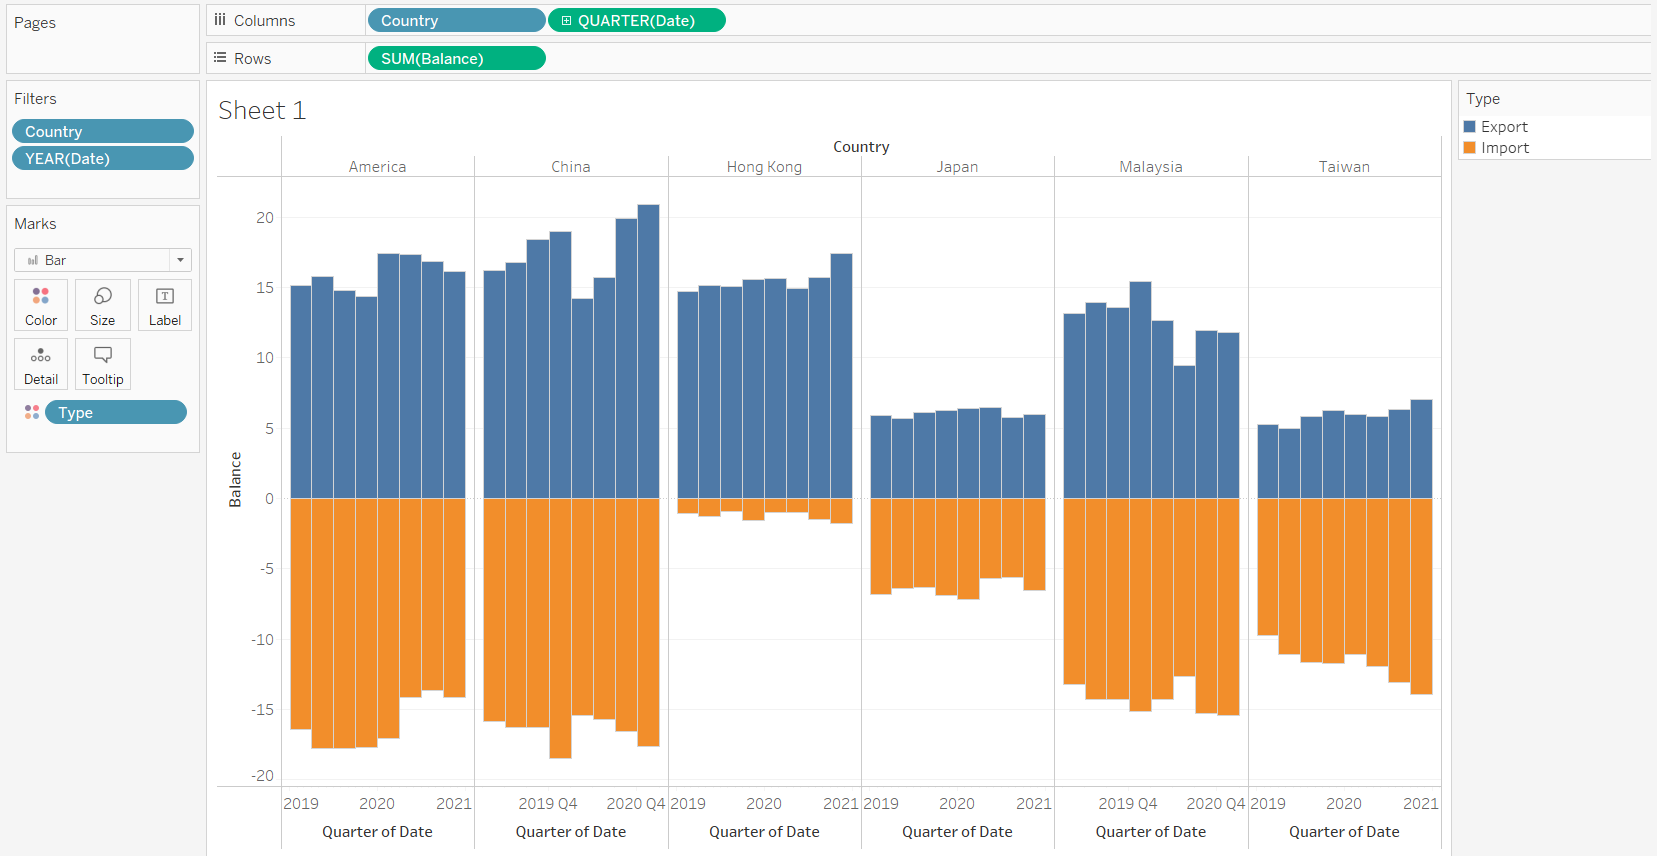 Pages
Columns Country QUARTER(Date)
Rows SUM(Balance)
Filters
Country
YEAR(Date)
Marks
Bar
Color Size Label
Detail Tooltip
Type
Sheet 1
Country
America China Hong Kong Japan Malaysia Taiwan
Balance
20
15
10
5
0
-5
-10
-15
-20
2019 2020 2021 2019 Q4 2020 Q4 2019 2020 2021 2019 2020 2021 2019 Q4 2020 Q4 2019 2020 2021
Quarter of Date Quarter of Date Quarter of Date Quarter of Date Quarter of Date Quarter of Date
Type
Export
Import